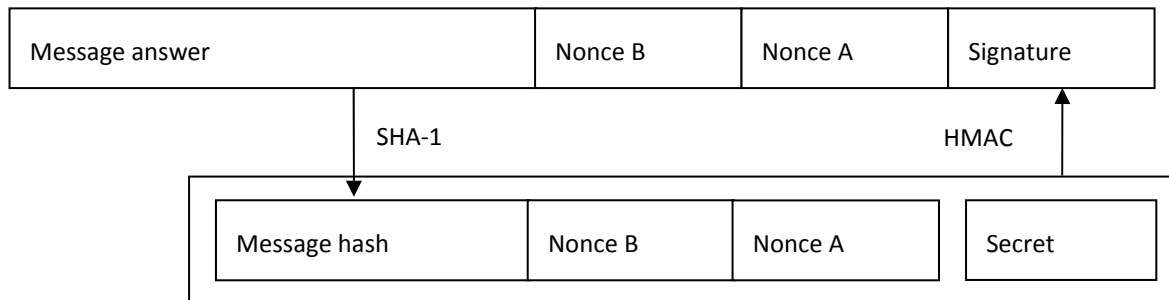 Message answer Nonce B Nonce A Signature
SHA-1 HMAC
Message hash Nonce B Nonce A Secret